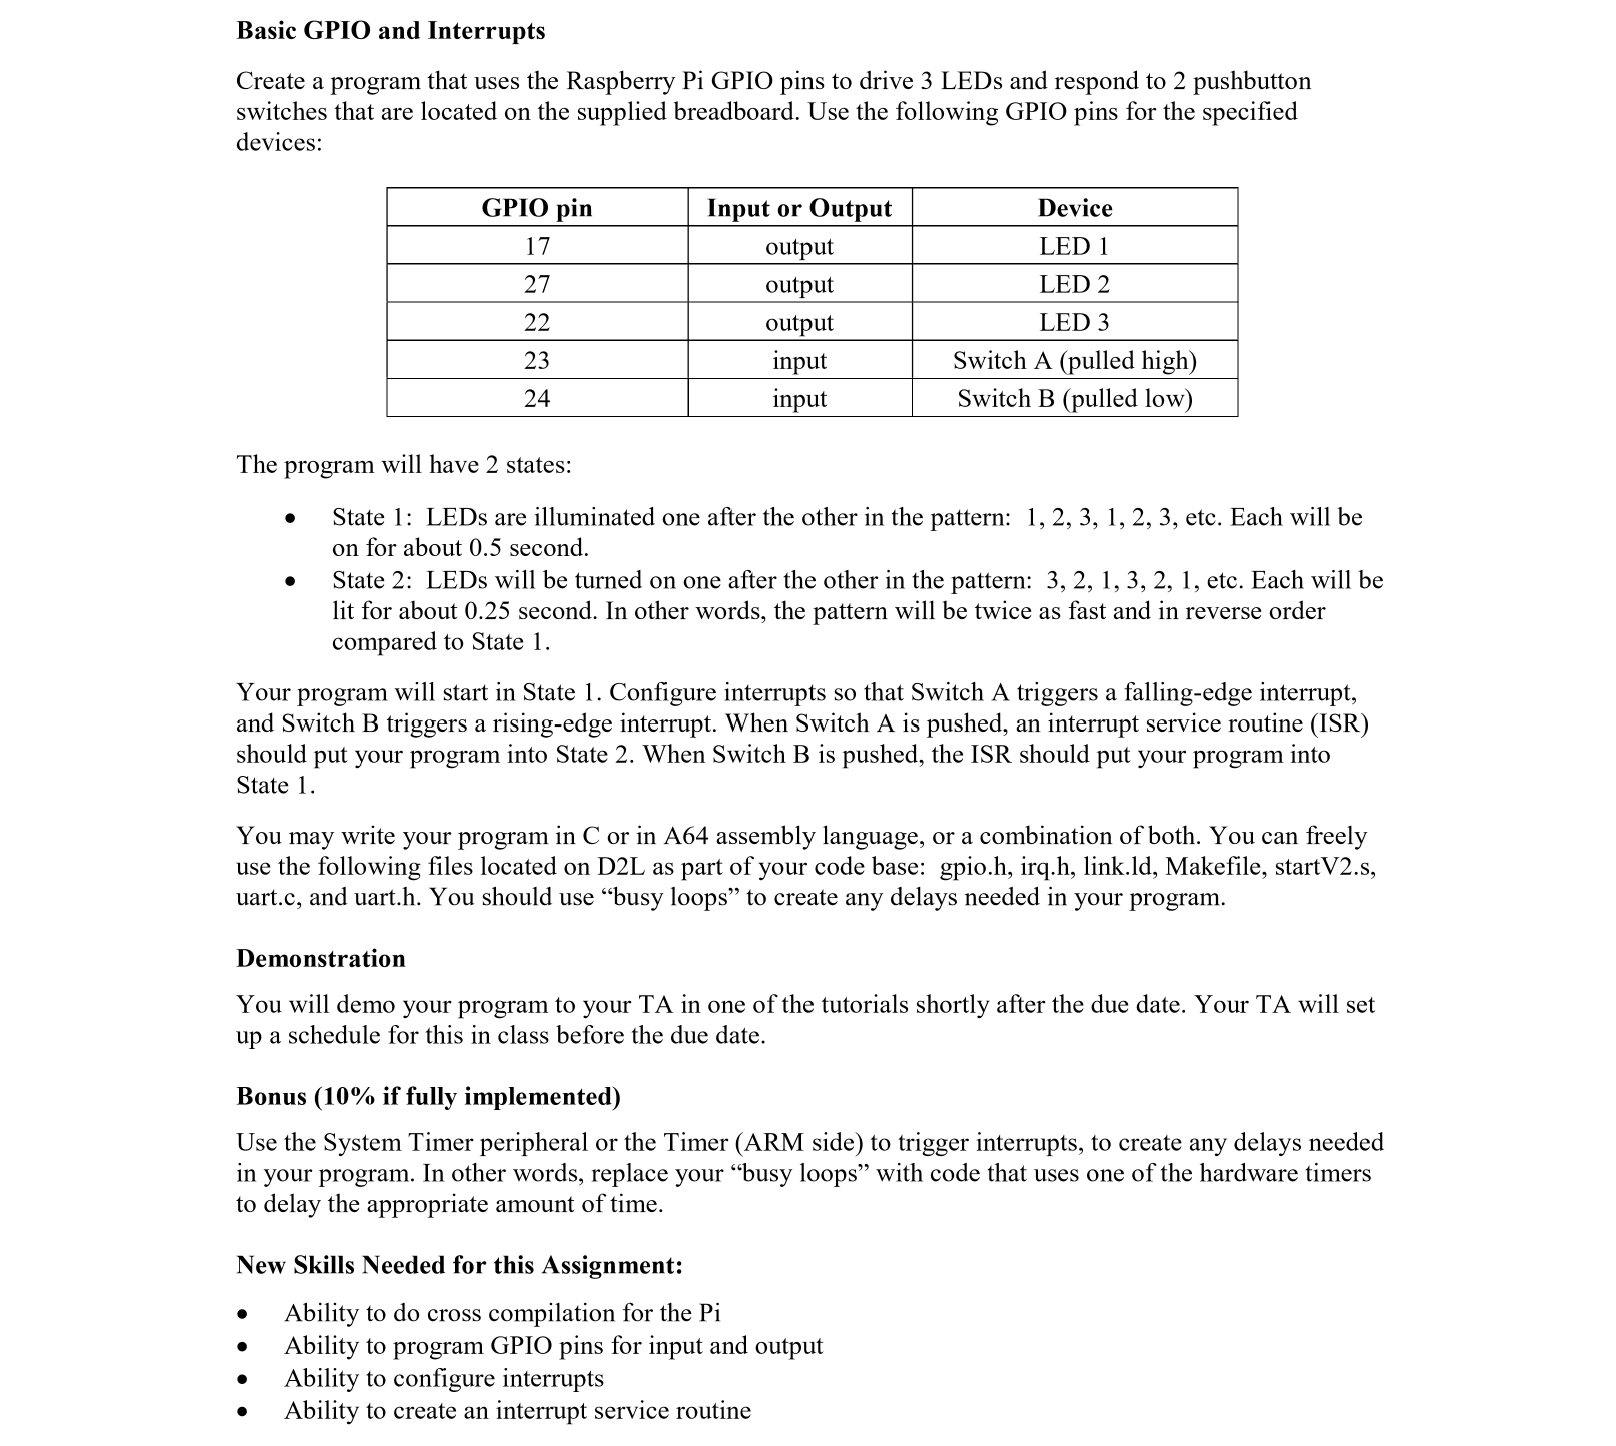 Basic GPIO and Interrupts
Create a program that uses the Raspberry Pi GPIO pins to drive 3 LEDs and respond to 2 pushbutton
switches that are located on the supplied breadboard. Use the following GPIO pins for the specified
devices:
GPIO pin Input or Output Device
17 output LED 1
27 output LED 2
22 output LED 3
23 input Switch A (pulled high)
24 input Switch B (pulled low)
The program will have 2 states:
• State 1: LEDs are illuminated one after the other in the pattern: 1, 2, 3, 1, 2, 3, etc. Each will be
on for about 0.5 second.
• State 2: LEDs will be turned on one after the other in the pattern: 3, 2, 1, 3, 2, 1, etc. Each will be
lit for about 0.25 second. In other words, the pattern will be twice as fast and in reverse order
compared to State 1.
Your program will start in State 1. Configure interrupts so that Switch A triggers a falling-edge interrupt,
and Switch B triggers a rising-edge interrupt. When Switch A is pushed, an interrupt service routine (ISR)
should put your program into State 2. When Switch B is pushed, the ISR should put your program into
State 1.
You may write your program in C or in A64 assembly language, or a combination of both. You can freely
use the following files located on D2L as part of your code base: gpio.h, irq.h, link.ld, Makefile, startV2.s,
uart.c, and uart.h. You should use “busy loops” to create any delays needed in your program.
Demonstration
You will demo your program to your TA in one of the tutorials shortly after the due date. Your TA will set
up a schedule for this in class before the due date.
Bonus (10% if fully implemented)
Use the System Timer peripheral or the Timer (ARM side) to trigger interrupts, to create any delays needed
in your program. In other words, replace your “busy loops” with code that uses one of the hardware timers
to delay the appropriate amount of time.
New Skills Needed for this Assignment:
• Ability to do cross compilation for the Pi
• Ability to program GPIO pins for input and output
• Ability to configure interrupts
• Ability to create an interrupt service routine